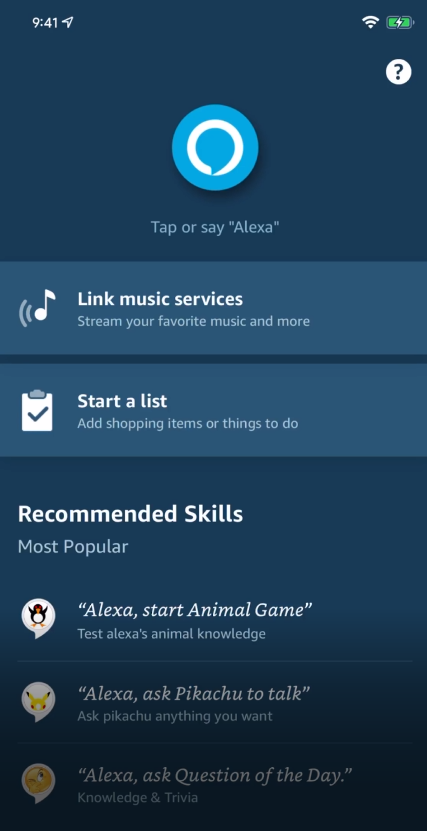 9:41
?
Tap or say "Alexa"
Link music services
Stream your favorite music and more
Start a list
Add shopping items or things to do
Recommended Skills
Most Popular
“Alexa, start Animal Game”
Test alexa's animal knowledge
“Alexa, ask Pikachu to talk”
Ask pikachu anything you want
“Alexa, ask Question of the Day.”
Knowledge & Trivia